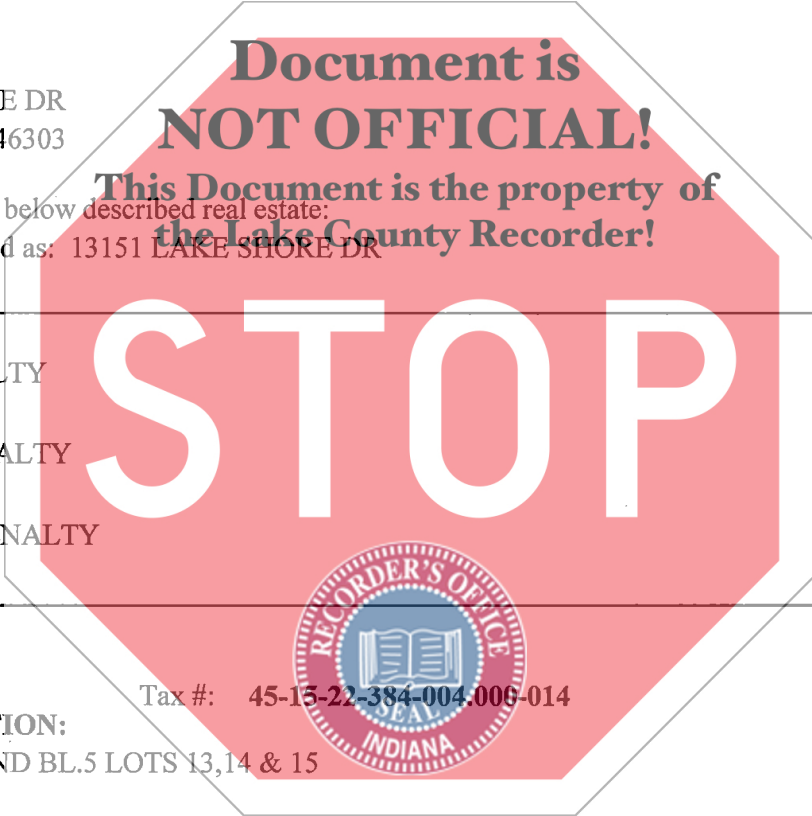 Document is
E DR
NOT OFFICIAL!
46303
This Document is the property of
below described real estate:
the Lake County Recorder!
d as: 13151 LAKE SHORE DR
STOP
LTY
ALTY
NALTY
RECORDER'S OFFICE
SEAL
INDIANA
Tax #: 45-15-22-384-004.000-014
TION:
ND BL.5 LOTS 13,14 & 15